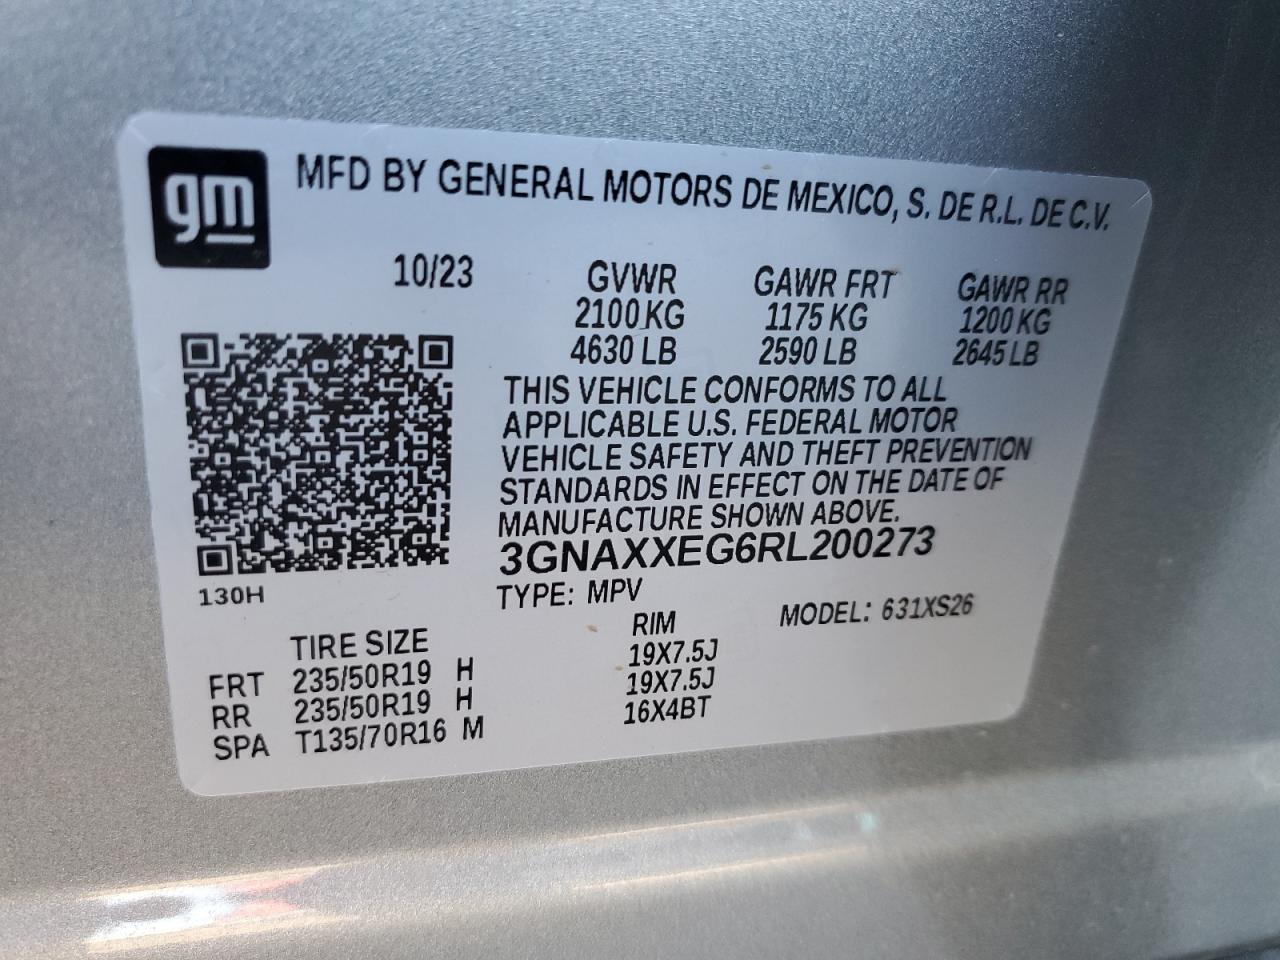 gm
MFD BY GENERAL MOTORS DE MEXICO, S. DE R.L. DE C.V.
10/23 GVWR GAWR FRT GAWR RR
2100 KG 1175 KG 1200 KG
4630 LB 2590 LB 2645 LB
THIS VEHICLE CONFORMS TO ALL
APPLICABLE U.S. FEDERAL MOTOR
VEHICLE SAFETY AND THEFT PREVENTION
STANDARDS IN EFFECT ON THE DATE OF
MANUFACTURE SHOWN ABOVE.
3GNAXXEG6RL200273
130H
TYPE: MPV MODEL: 631XS26
TIRE SIZE RIM
FRT 235/50R19 H 19X7.5J
RR 235/50R19 H 19X7.5J
SPA T135/70R16 M 16X4BT